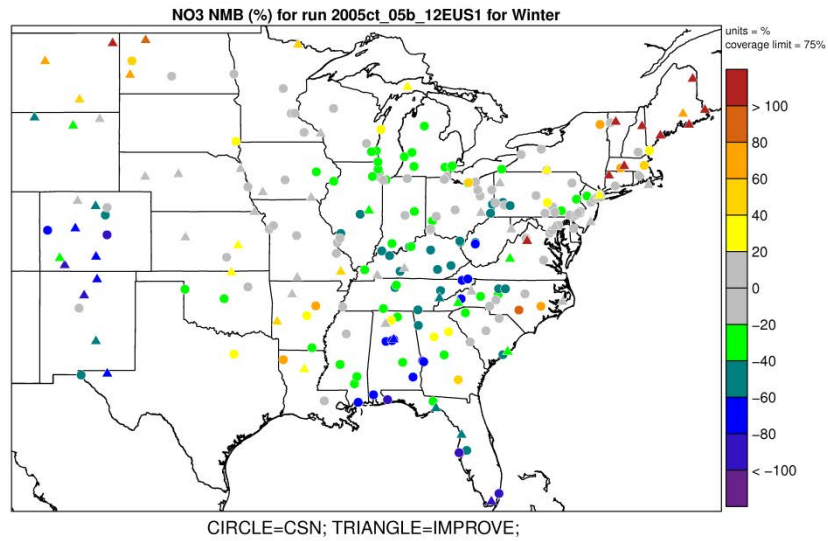 NO3 NMB (%) for run 2005ct_05b_12EUS1 for Winter
units = %
coverage limit = 75%
> 100
80
60
40
20
0
−20
−40
−60
−80
< −100
CIRCLE=CSN; TRIANGLE=IMPROVE;